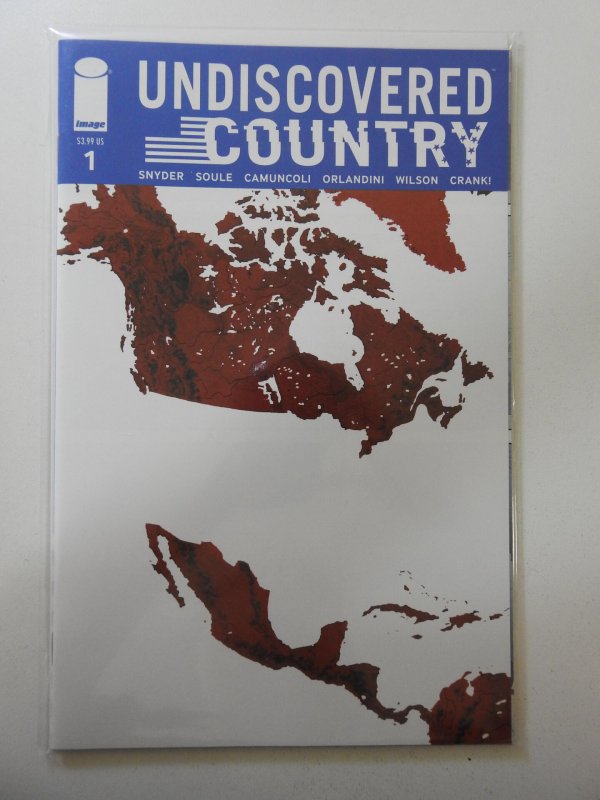 UNDISCOVERED
COUNTRY
image
$3.99 US
1
SNYDER SOULE CAMUNCOLI ORLANDINI WILSON CRANK!